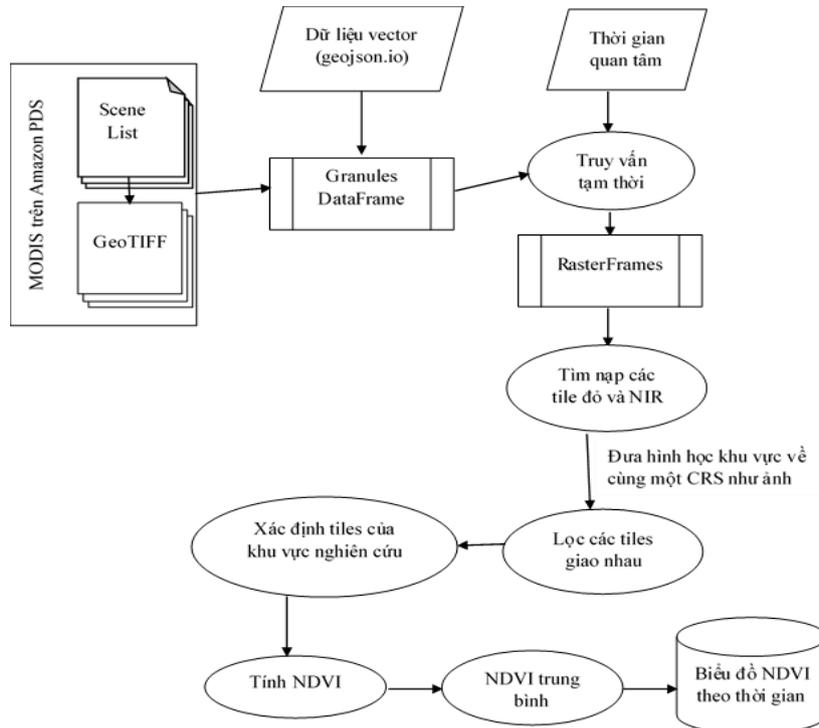 Dữ liệu vector
(geojson.io)
Thời gian
quan tâm
MODIS trên Amazon PDS
Scene
List
GeoTIFF
Granules
DataFrame
Truy vấn
tạm thời
RasterFrames
Tìm nạp các
tile đỏ và NIR
Đưa hình học khu vực về
cùng một CRS như ảnh
Lọc các tiles
giao nhau
Xác định tiles của
khu vực nghiên cứu
Tính NDVI
NDVI trung
bình
Biểu đồ NDVI
theo thời gian